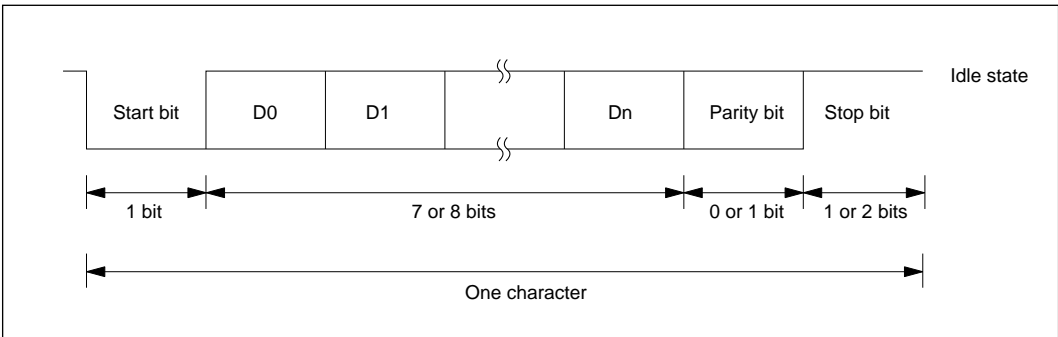 Idle state
Start bit D0 D1 Dn Parity bit Stop bit
1 bit 7 or 8 bits 0 or 1 bit 1 or 2 bits
One character